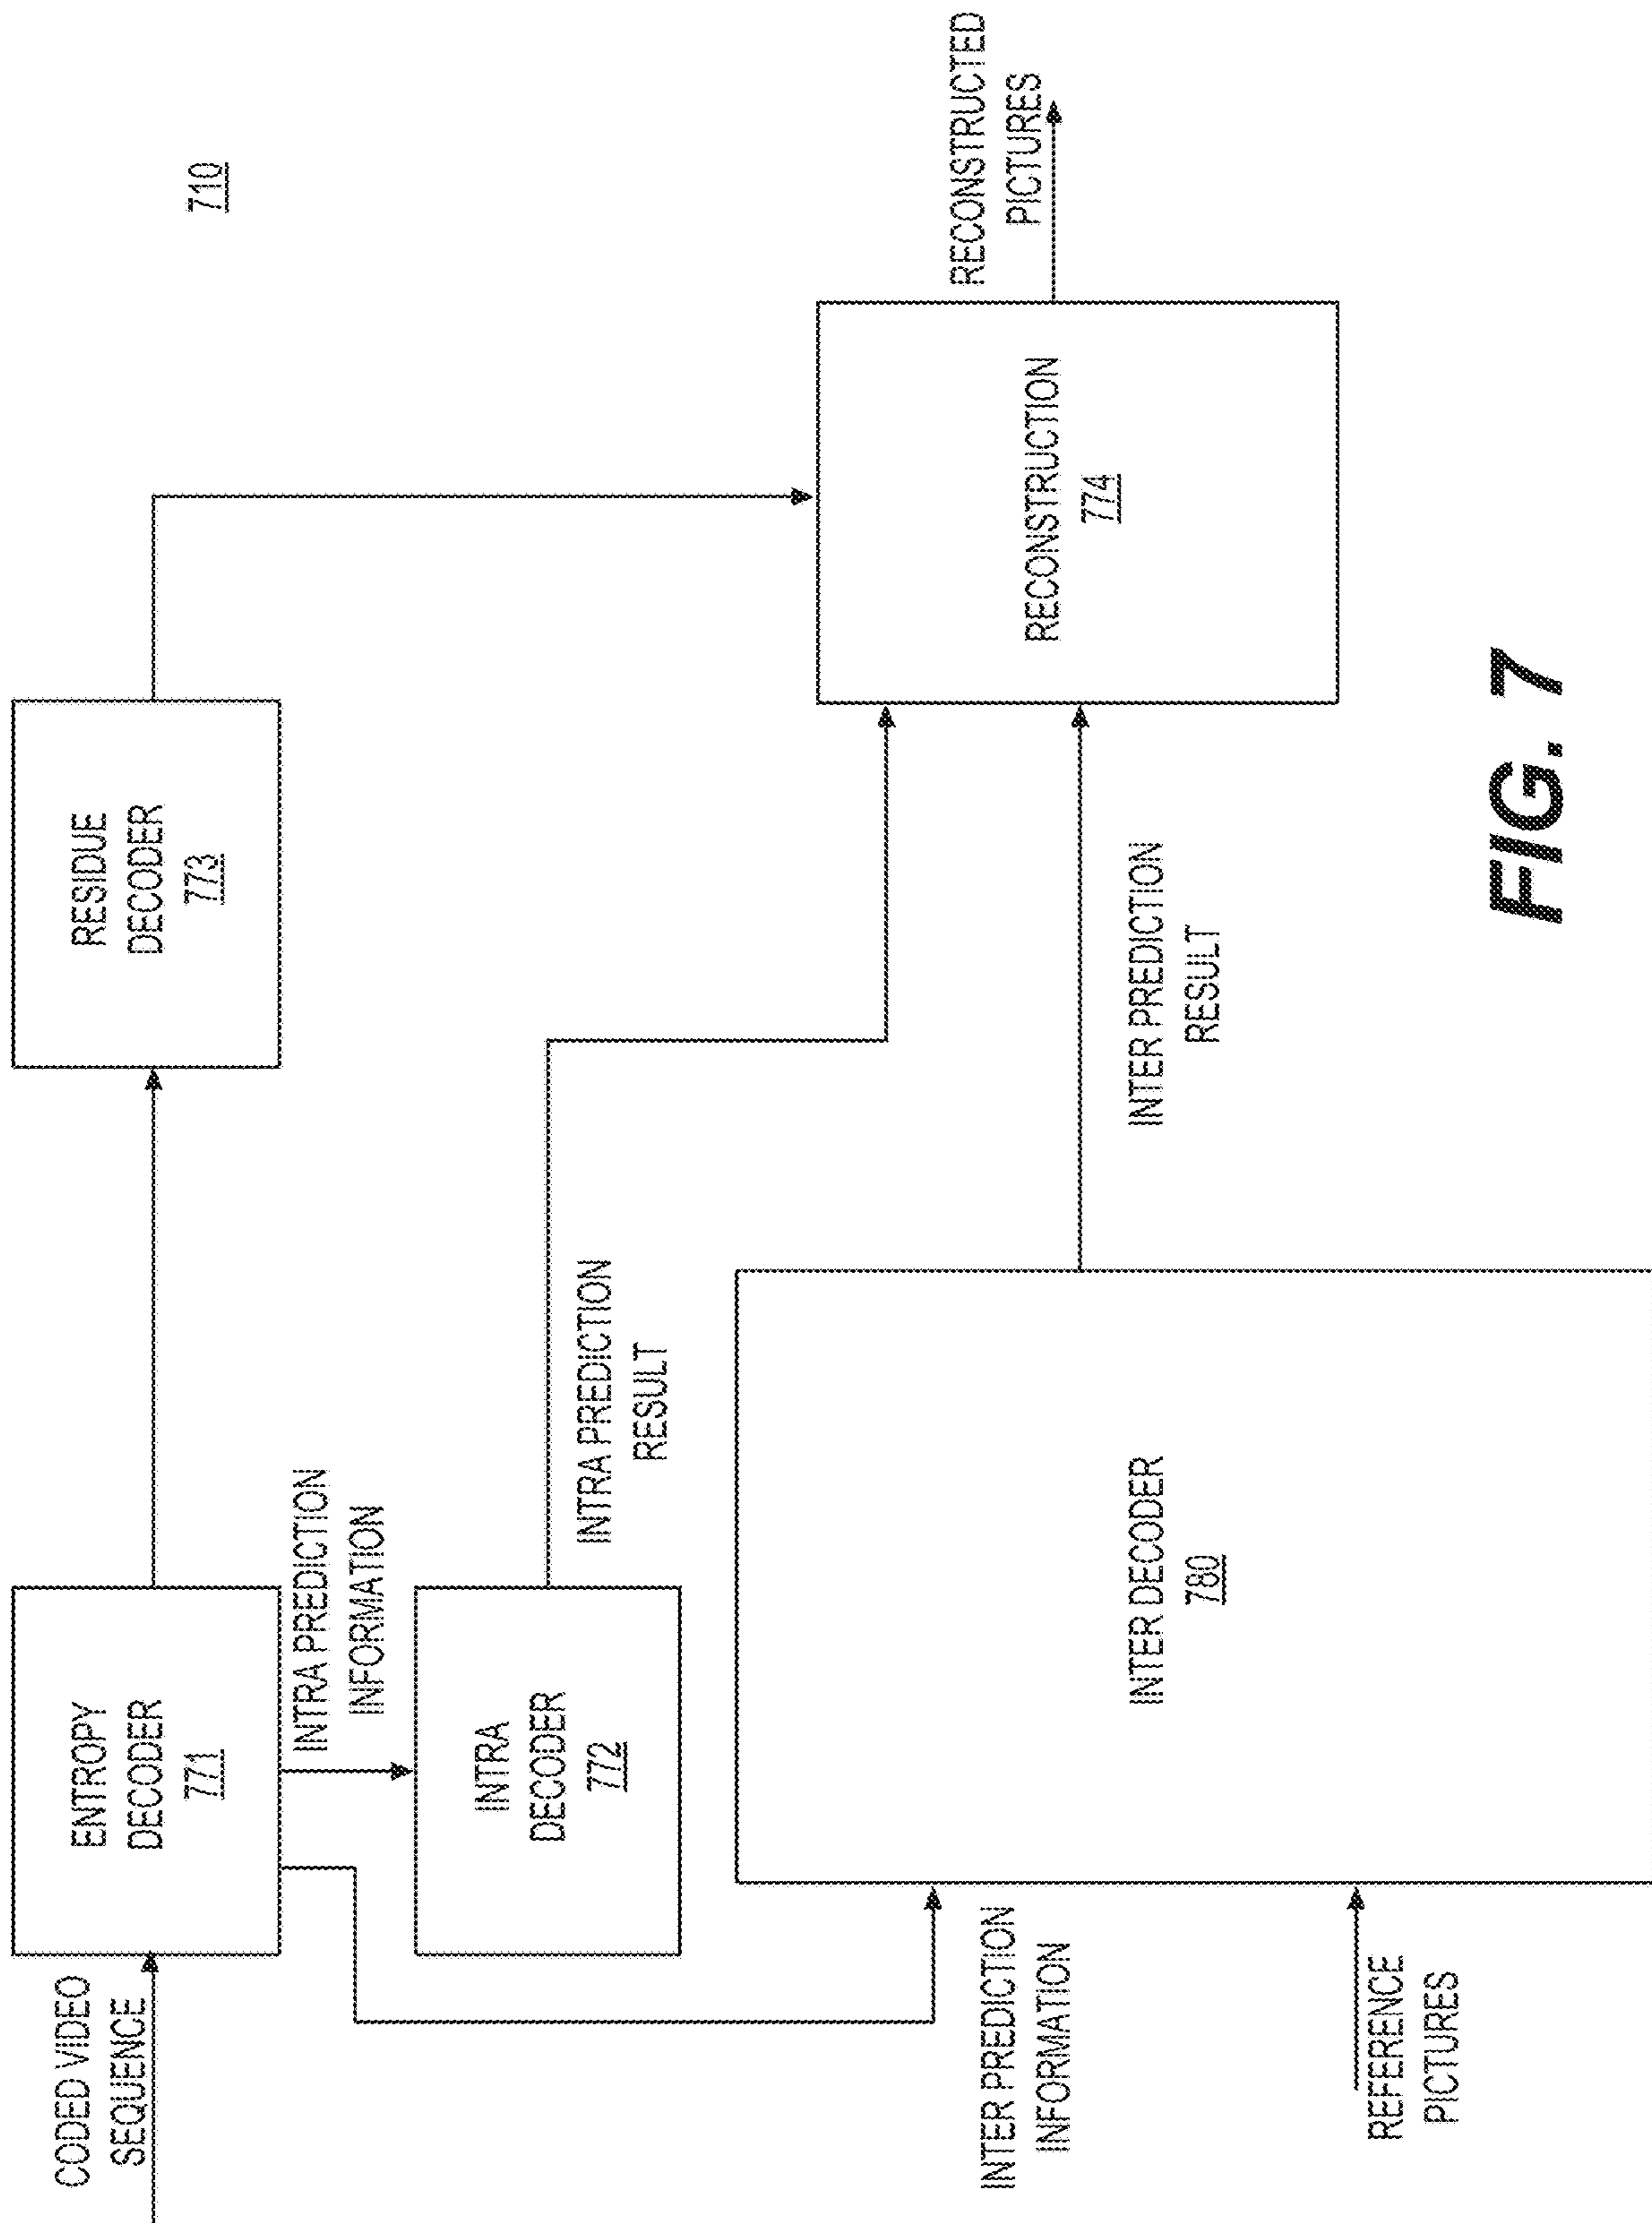 710
CODED VIDEO
SEQUENCE
ENTROPY
DECODER
771
RESIDUE
DECODER
773
INTRA PREDICTION
INFORMATION
INTRA
DECODER
772
INTRA PREDICTION
RESULT
RECONSTRUCTED
PICTURES
RECONSTRUCTION
774
INTER PREDICTION
INFORMATION
INTER DECODER
780
INTER PREDICTION
RESULT
REFERENCE
PICTURES
FIG. 7